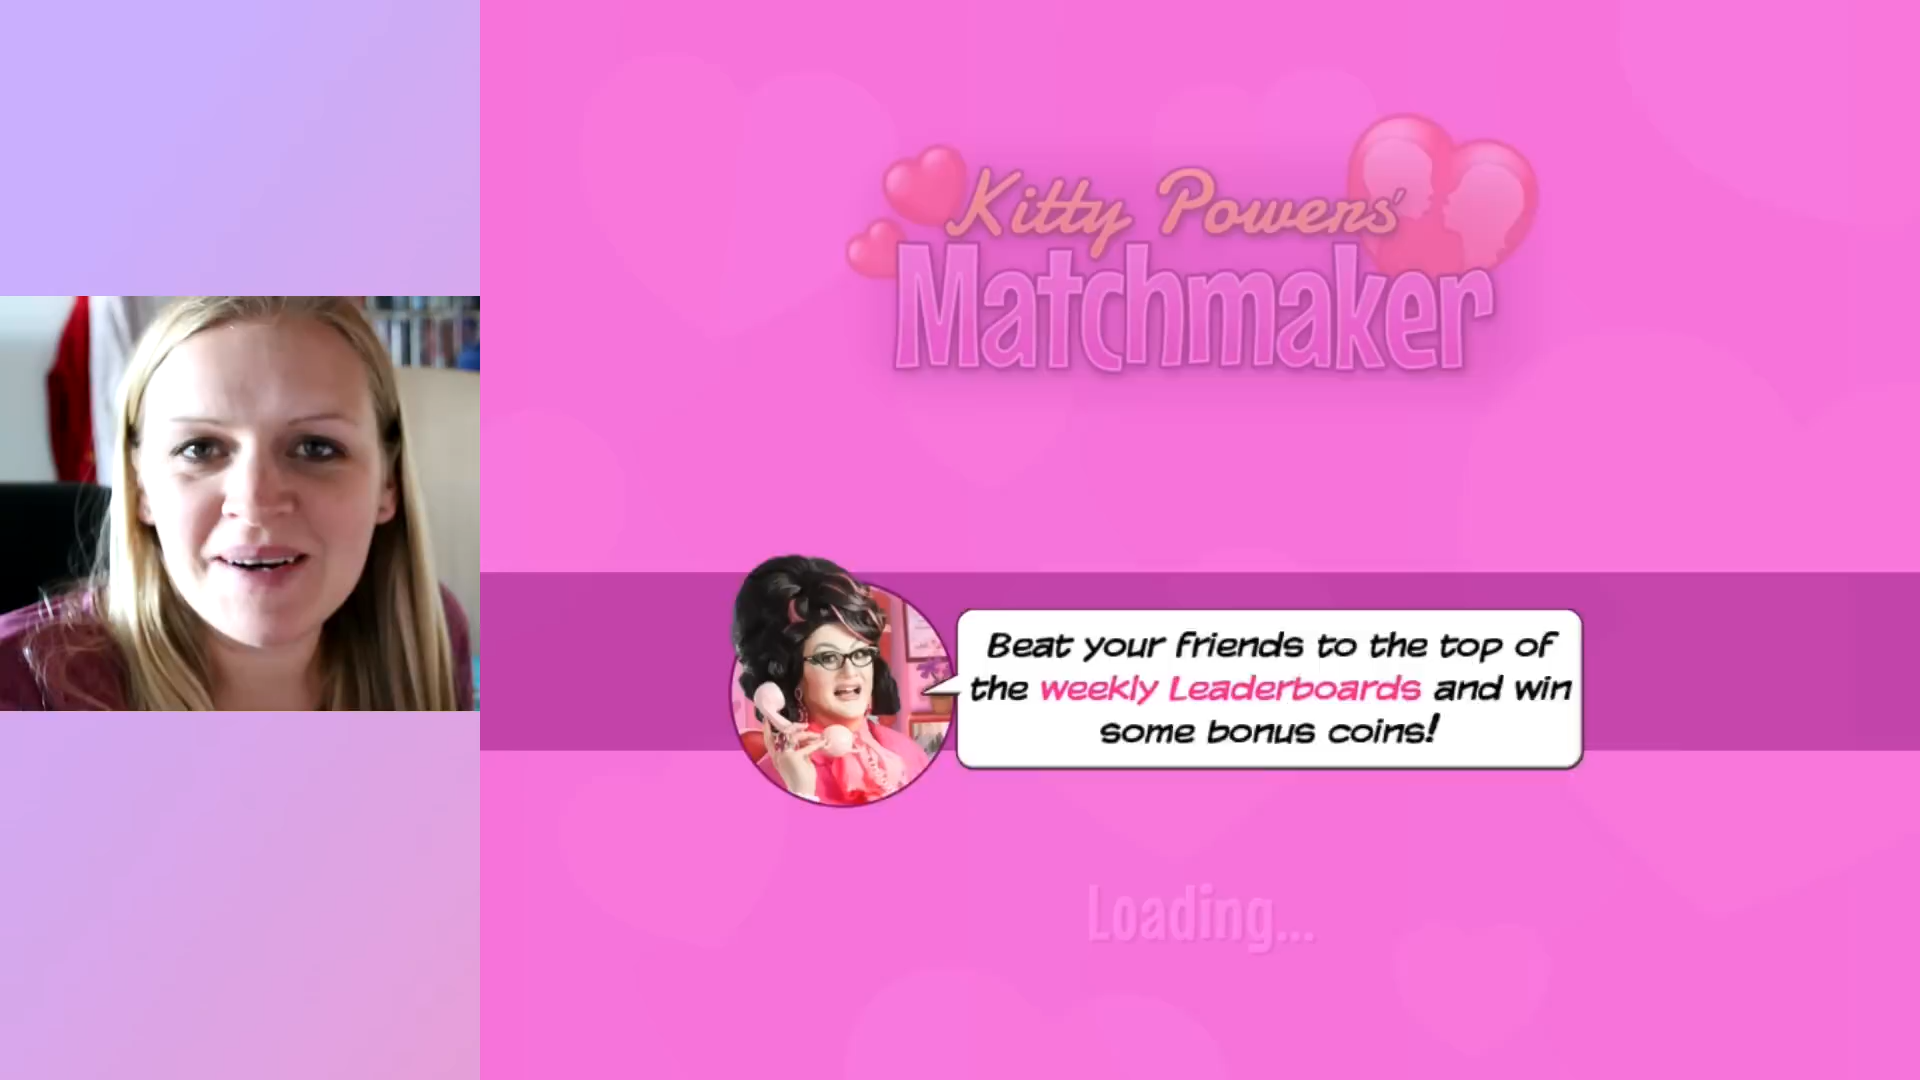 Kitty Powers'
Matchmaker
Beat your friends to the top of
the weekly Leaderboards and win
some bonus coins!
Loading...